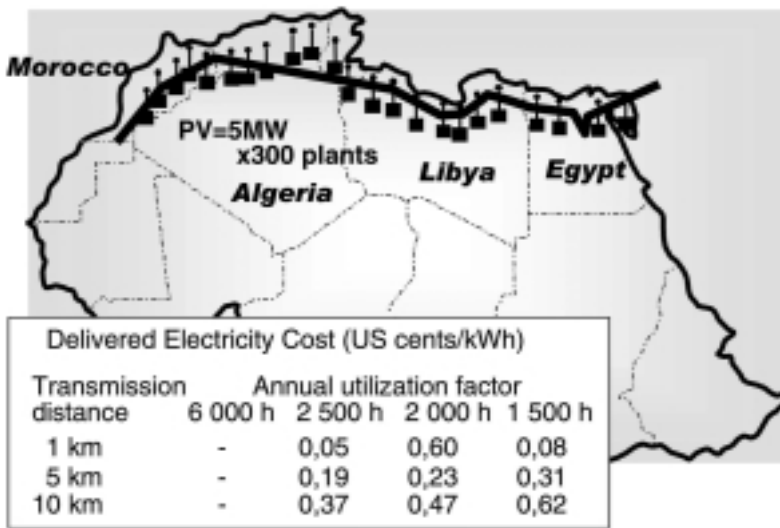 Morocco
PV=5MW
x300 plants
Algeria
Libya
Egypt
Delivered Electricity Cost (US cents/kWh)
Transmission Annual utilization factor
distance 6 000 h 2 500 h 2 000 h 1 500 h
1 km - 0,05 0,60 0,08
5 km - 0,19 0,23 0,31
10 km - 0,37 0,47 0,62